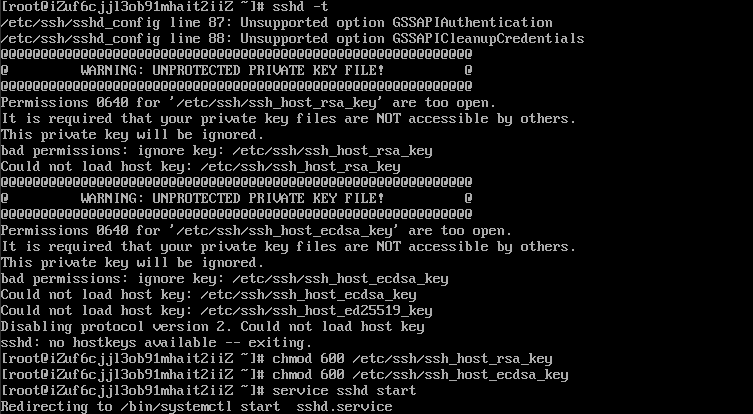 [root@iZuf6cjjl3ob91mhait2iiZ ~]# sshd -t
/etc/ssh/sshd_config line 87: Unsupported option GSSAPIAuthentication
/etc/ssh/sshd_config line 88: Unsupported option GSSAPICleanupCredentials
@@@@@@@@@@@@@@@@@@@@@@@@@@@@@@@@@@@@@@@@@@@@@@@@@@@@@@@@@@@
@         WARNING: UNPROTECTED PRIVATE KEY FILE!          @
@@@@@@@@@@@@@@@@@@@@@@@@@@@@@@@@@@@@@@@@@@@@@@@@@@@@@@@@@@@
Permissions 0640 for '/etc/ssh/ssh_host_rsa_key' are too open.
It is required that your private key files are NOT accessible by others.
This private key will be ignored.
bad permissions: ignore key: /etc/ssh/ssh_host_rsa_key
Could not load host key: /etc/ssh/ssh_host_rsa_key
@@@@@@@@@@@@@@@@@@@@@@@@@@@@@@@@@@@@@@@@@@@@@@@@@@@@@@@@@@@
@         WARNING: UNPROTECTED PRIVATE KEY FILE!          @
@@@@@@@@@@@@@@@@@@@@@@@@@@@@@@@@@@@@@@@@@@@@@@@@@@@@@@@@@@@
Permissions 0640 for '/etc/ssh/ssh_host_ecdsa_key' are too open.
It is required that your private key files are NOT accessible by others.
This private key will be ignored.
bad permissions: ignore key: /etc/ssh/ssh_host_ecdsa_key
Could not load host key: /etc/ssh/ssh_host_ecdsa_key
Could not load host key: /etc/ssh/ssh_host_ed25519_key
Disabling protocol version 2. Could not load host key
sshd: no hostkeys available -- exiting.
[root@iZuf6cjjl3ob91mhait2iiZ ~]# chmod 600 /etc/ssh/ssh_host_rsa_key
[root@iZuf6cjjl3ob91mhait2iiZ ~]# chmod 600 /etc/ssh/ssh_host_ecdsa_key
[root@iZuf6cjjl3ob91mhait2iiZ ~]# service sshd start
Redirecting to /bin/systemctl start  sshd.service